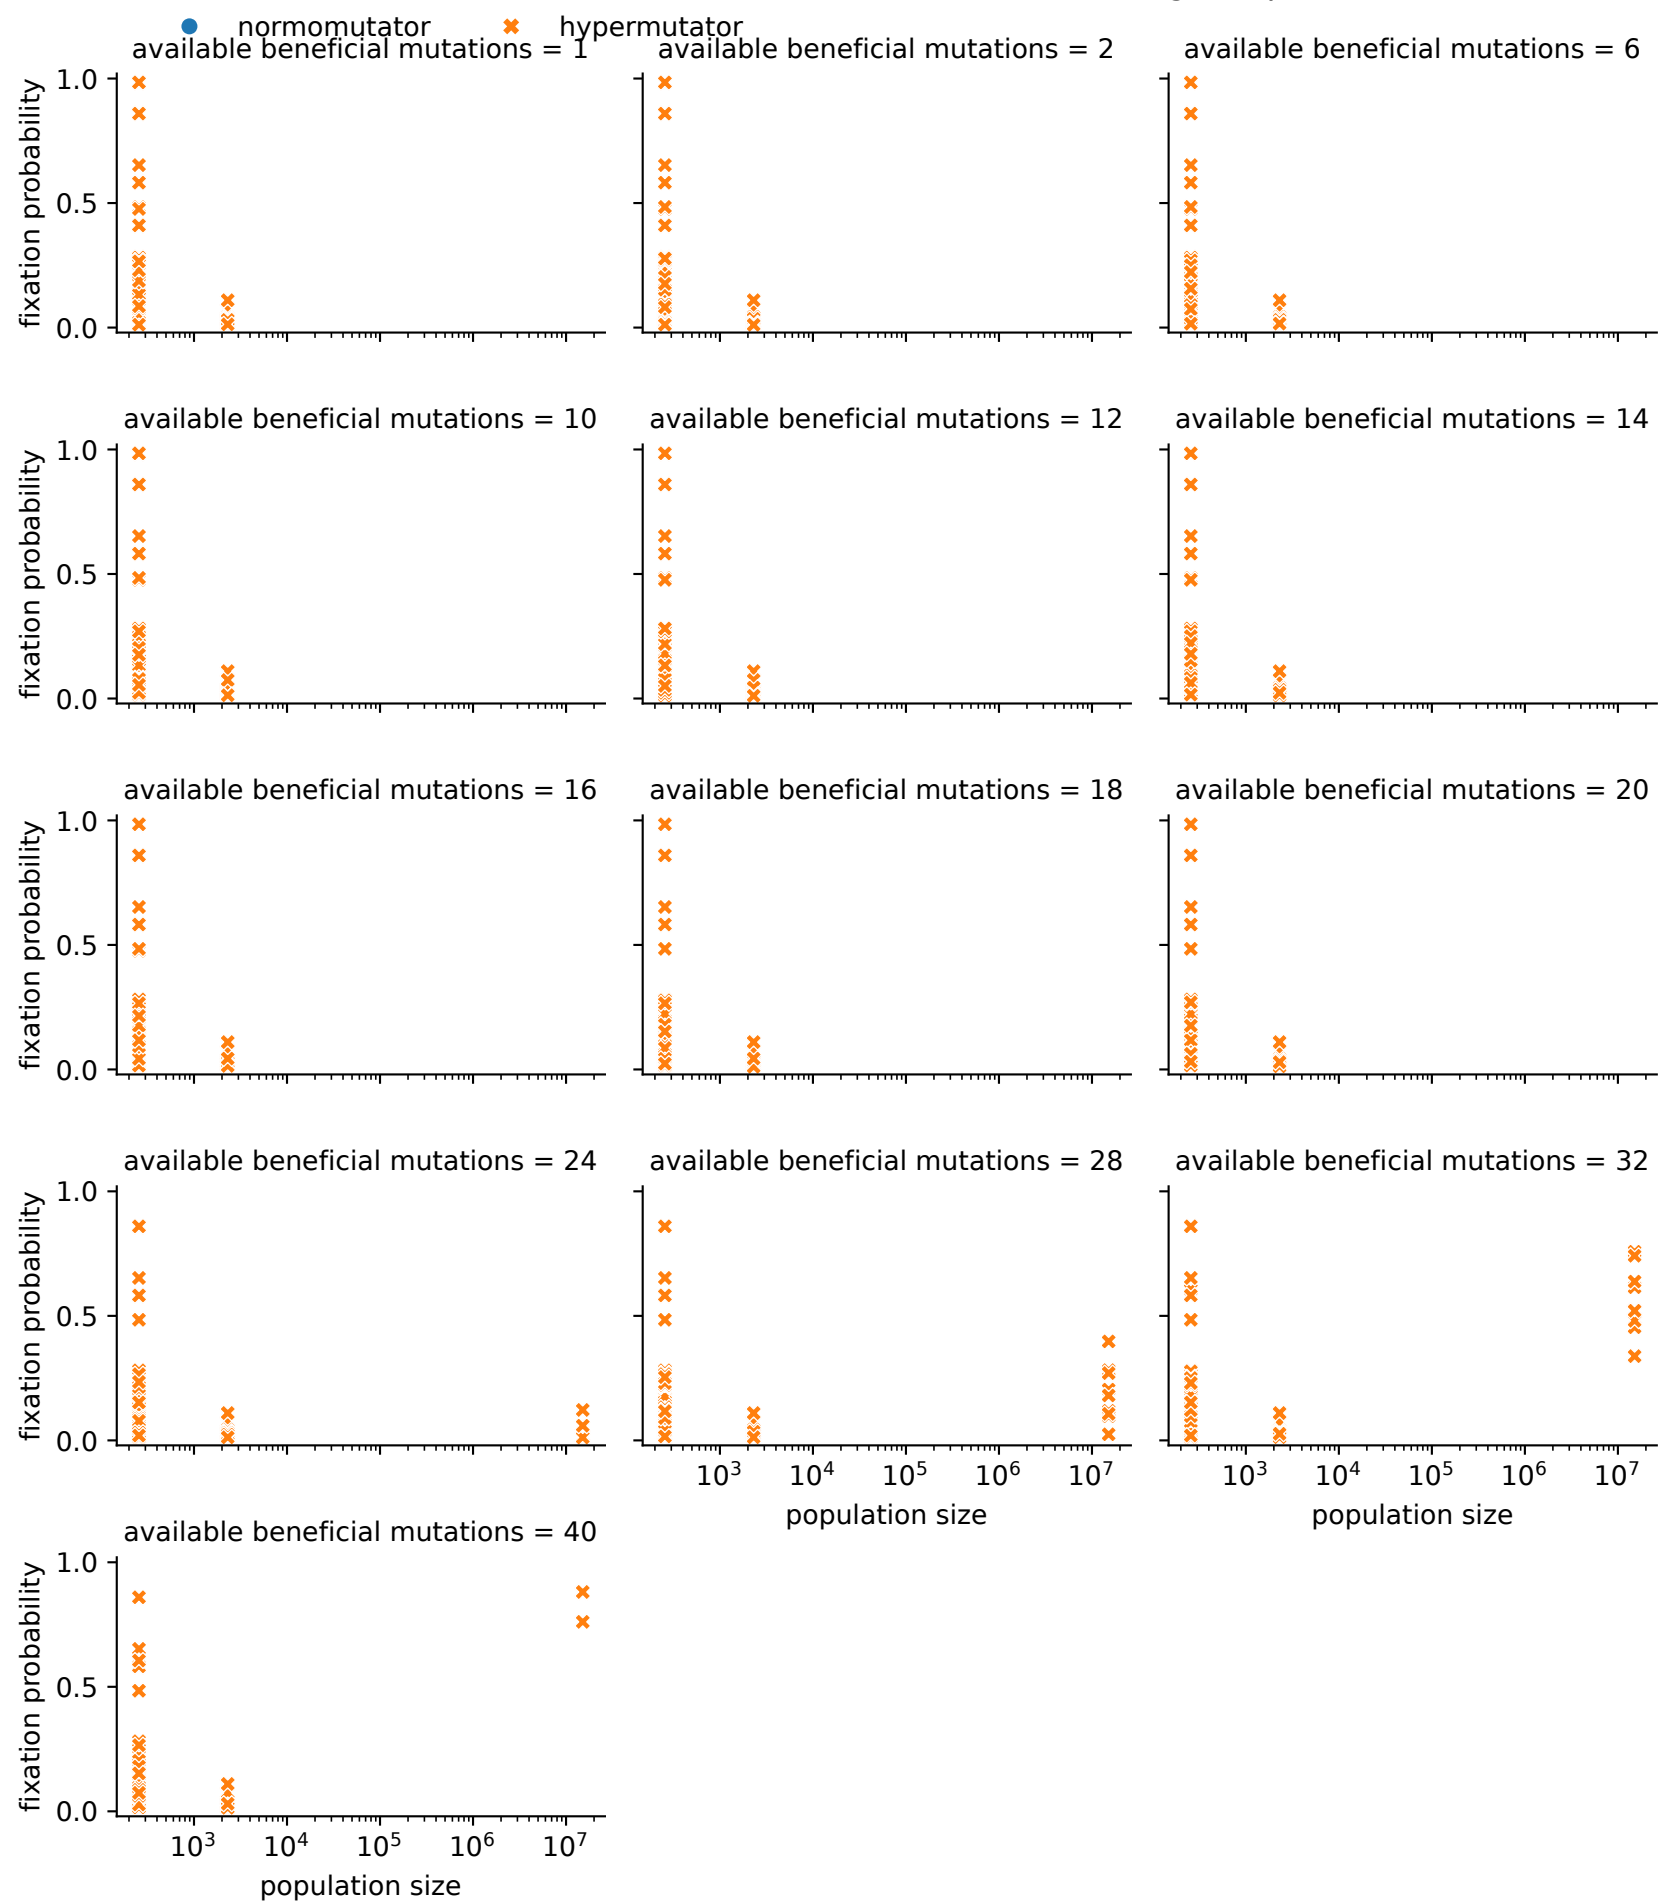 normomutator hypermutator
available beneficial mutations = 1 available beneficial mutations = 2 available beneficial mutations = 6
fixation probability
1.0
0.5
0.0
available beneficial mutations = 10 available beneficial mutations = 12 available beneficial mutations = 14
fixation probability
1.0
0.5
0.0
available beneficial mutations = 16 available beneficial mutations = 18 available beneficial mutations = 20
fixation probability
1.0
0.5
0.0
available beneficial mutations = 24 available beneficial mutations = 28 available beneficial mutations = 32
fixation probability
1.0
0.5
0.0
10³ 10⁴ 10⁵ 10⁶ 10⁷ 10³ 10⁴ 10⁵ 10⁶ 10⁷
population size population size
available beneficial mutations = 40
fixation probability
1.0
0.5
0.0
10³ 10⁴ 10⁵ 10⁶ 10⁷
population size